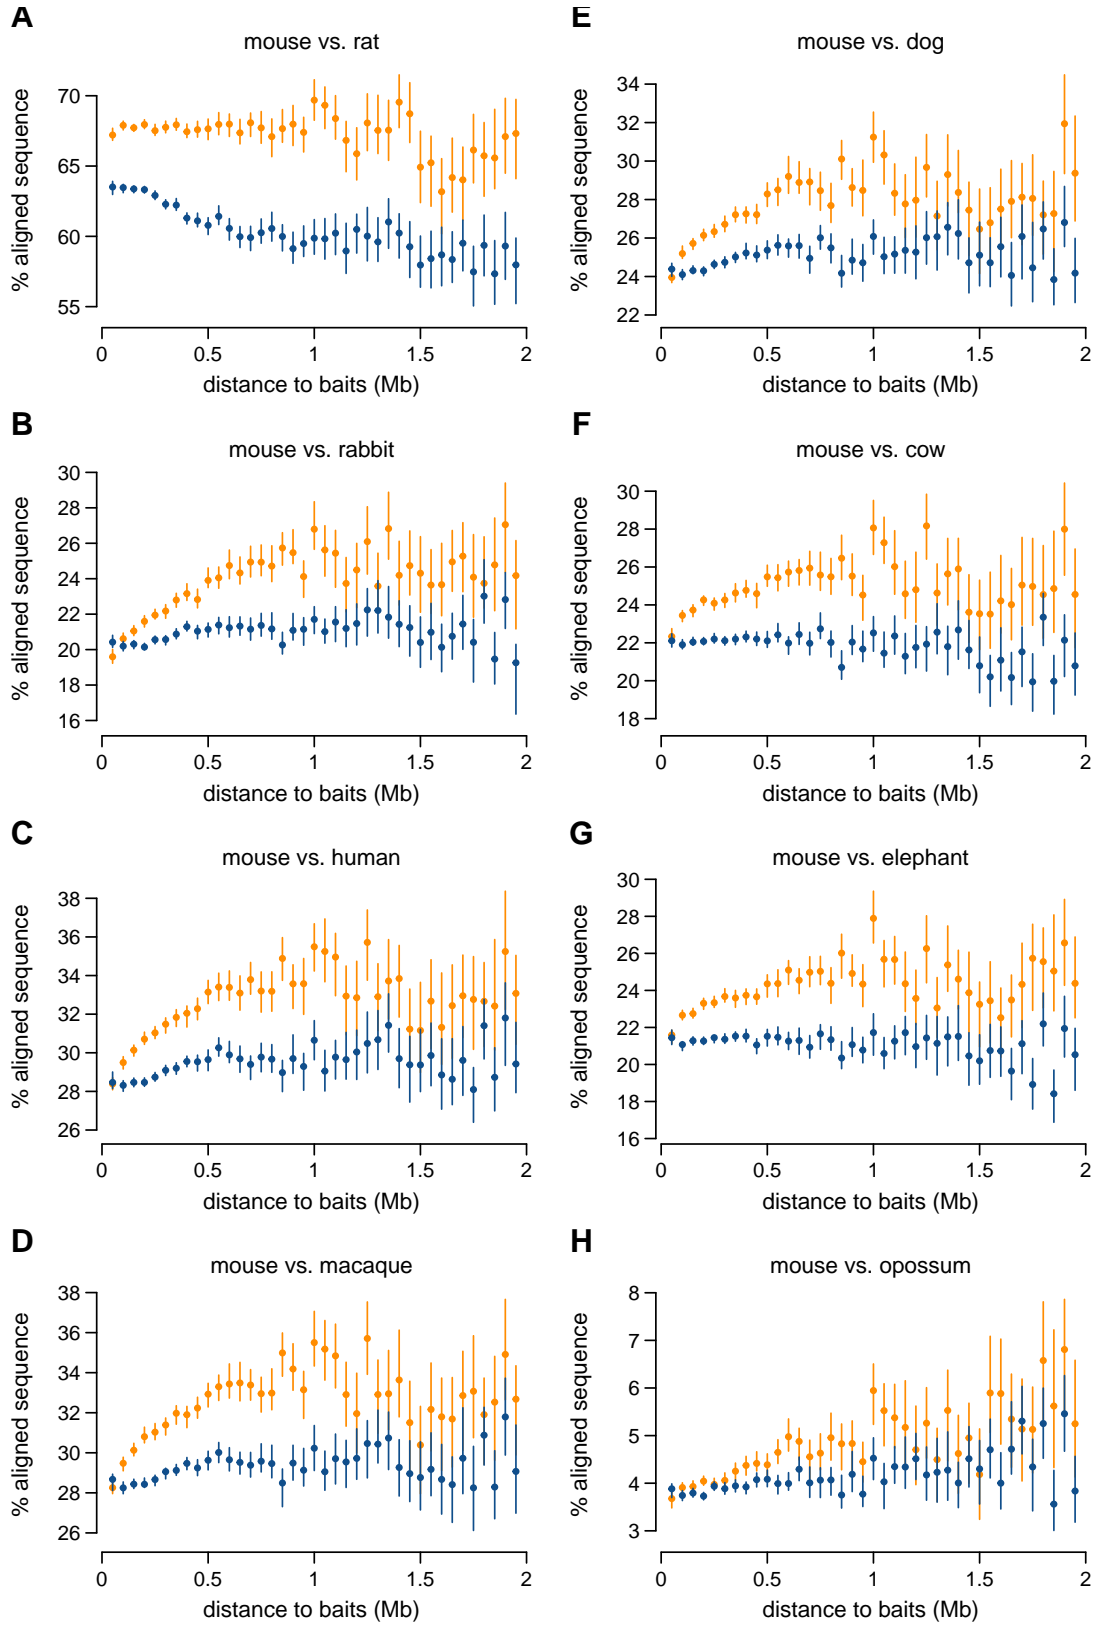 A
mouse vs. rat
% aligned sequence
70
65
60
55
0 0.5 1 1.5 2
distance to baits (Mb)
B
mouse vs. rabbit
% aligned sequence
30
28
26
24
22
20
18
16
0 0.5 1 1.5 2
distance to baits (Mb)
C
mouse vs. human
% aligned sequence
38
36
34
32
30
28
26
0 0.5 1 1.5 2
distance to baits (Mb)
D
mouse vs. macaque
% aligned sequence
38
36
34
32
30
28
26
0 0.5 1 1.5 2
distance to baits (Mb)
E
mouse vs. dog
% aligned sequence
34
32
30
28
26
24
22
0 0.5 1 1.5 2
distance to baits (Mb)
F
mouse vs. cow
% aligned sequence
30
28
26
24
22
20
18
0 0.5 1 1.5 2
distance to baits (Mb)
G
mouse vs. elephant
% aligned sequence
30
28
26
24
22
20
18
16
0 0.5 1 1.5 2
distance to baits (Mb)
H
mouse vs. opossum
% aligned sequence
8
7
6
5
4
3
0 0.5 1 1.5 2
distance to baits (Mb)